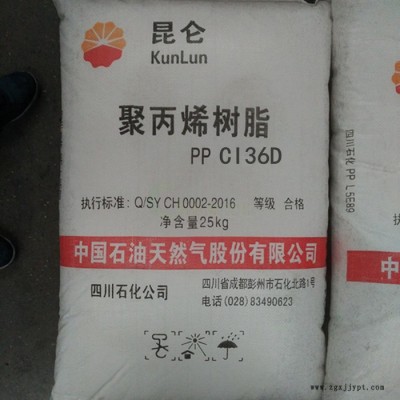 昆仑
KunLun
聚丙烯树脂
PP CI36D
执行标准: Q/SY CH 0002-2016 等级 合格
净含量25kg
中国石油天然气股份有限公司
四川石化公司
四川省成都彭州市石化北路1号
电话(028)83490623
四川石化 PP L5E89
中
www.zgxjjypt.com